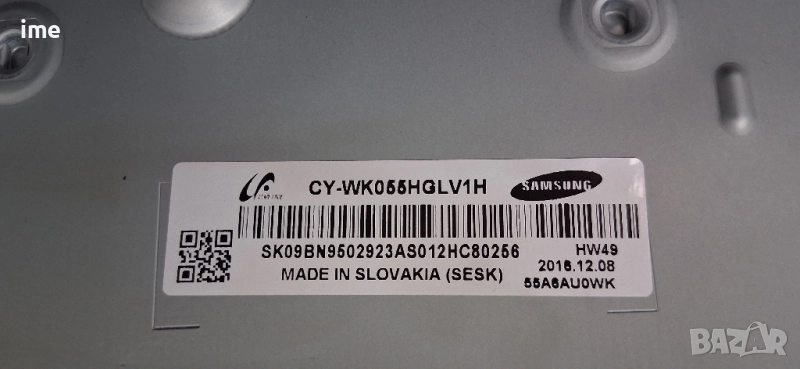 ime
CY-WK055HGLV1H
SAMSUNG
SK09BN9502923AS012HC80256
HW49
MADE IN SLOVAKIA (SESK)
2016.12.08
55A6AU0WK
BAZAR